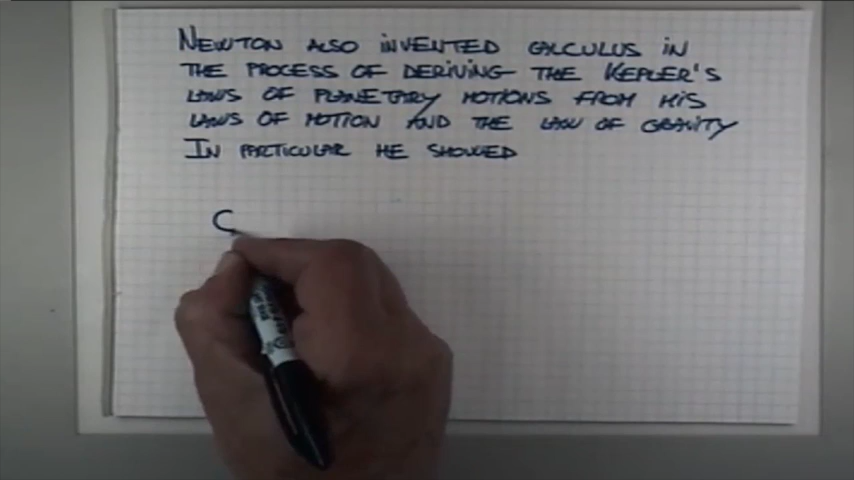 NEWTON ALSO INVENTED CALCULUS IN
THE PROCESS OF DERIVING THE KEPLER'S
LAWS OF PLANETARY MOTIONS FROM HIS
LAWS OF MOTION AND THE LAW OF GRAVITY
IN PARTICULAR HE SHOWED
C